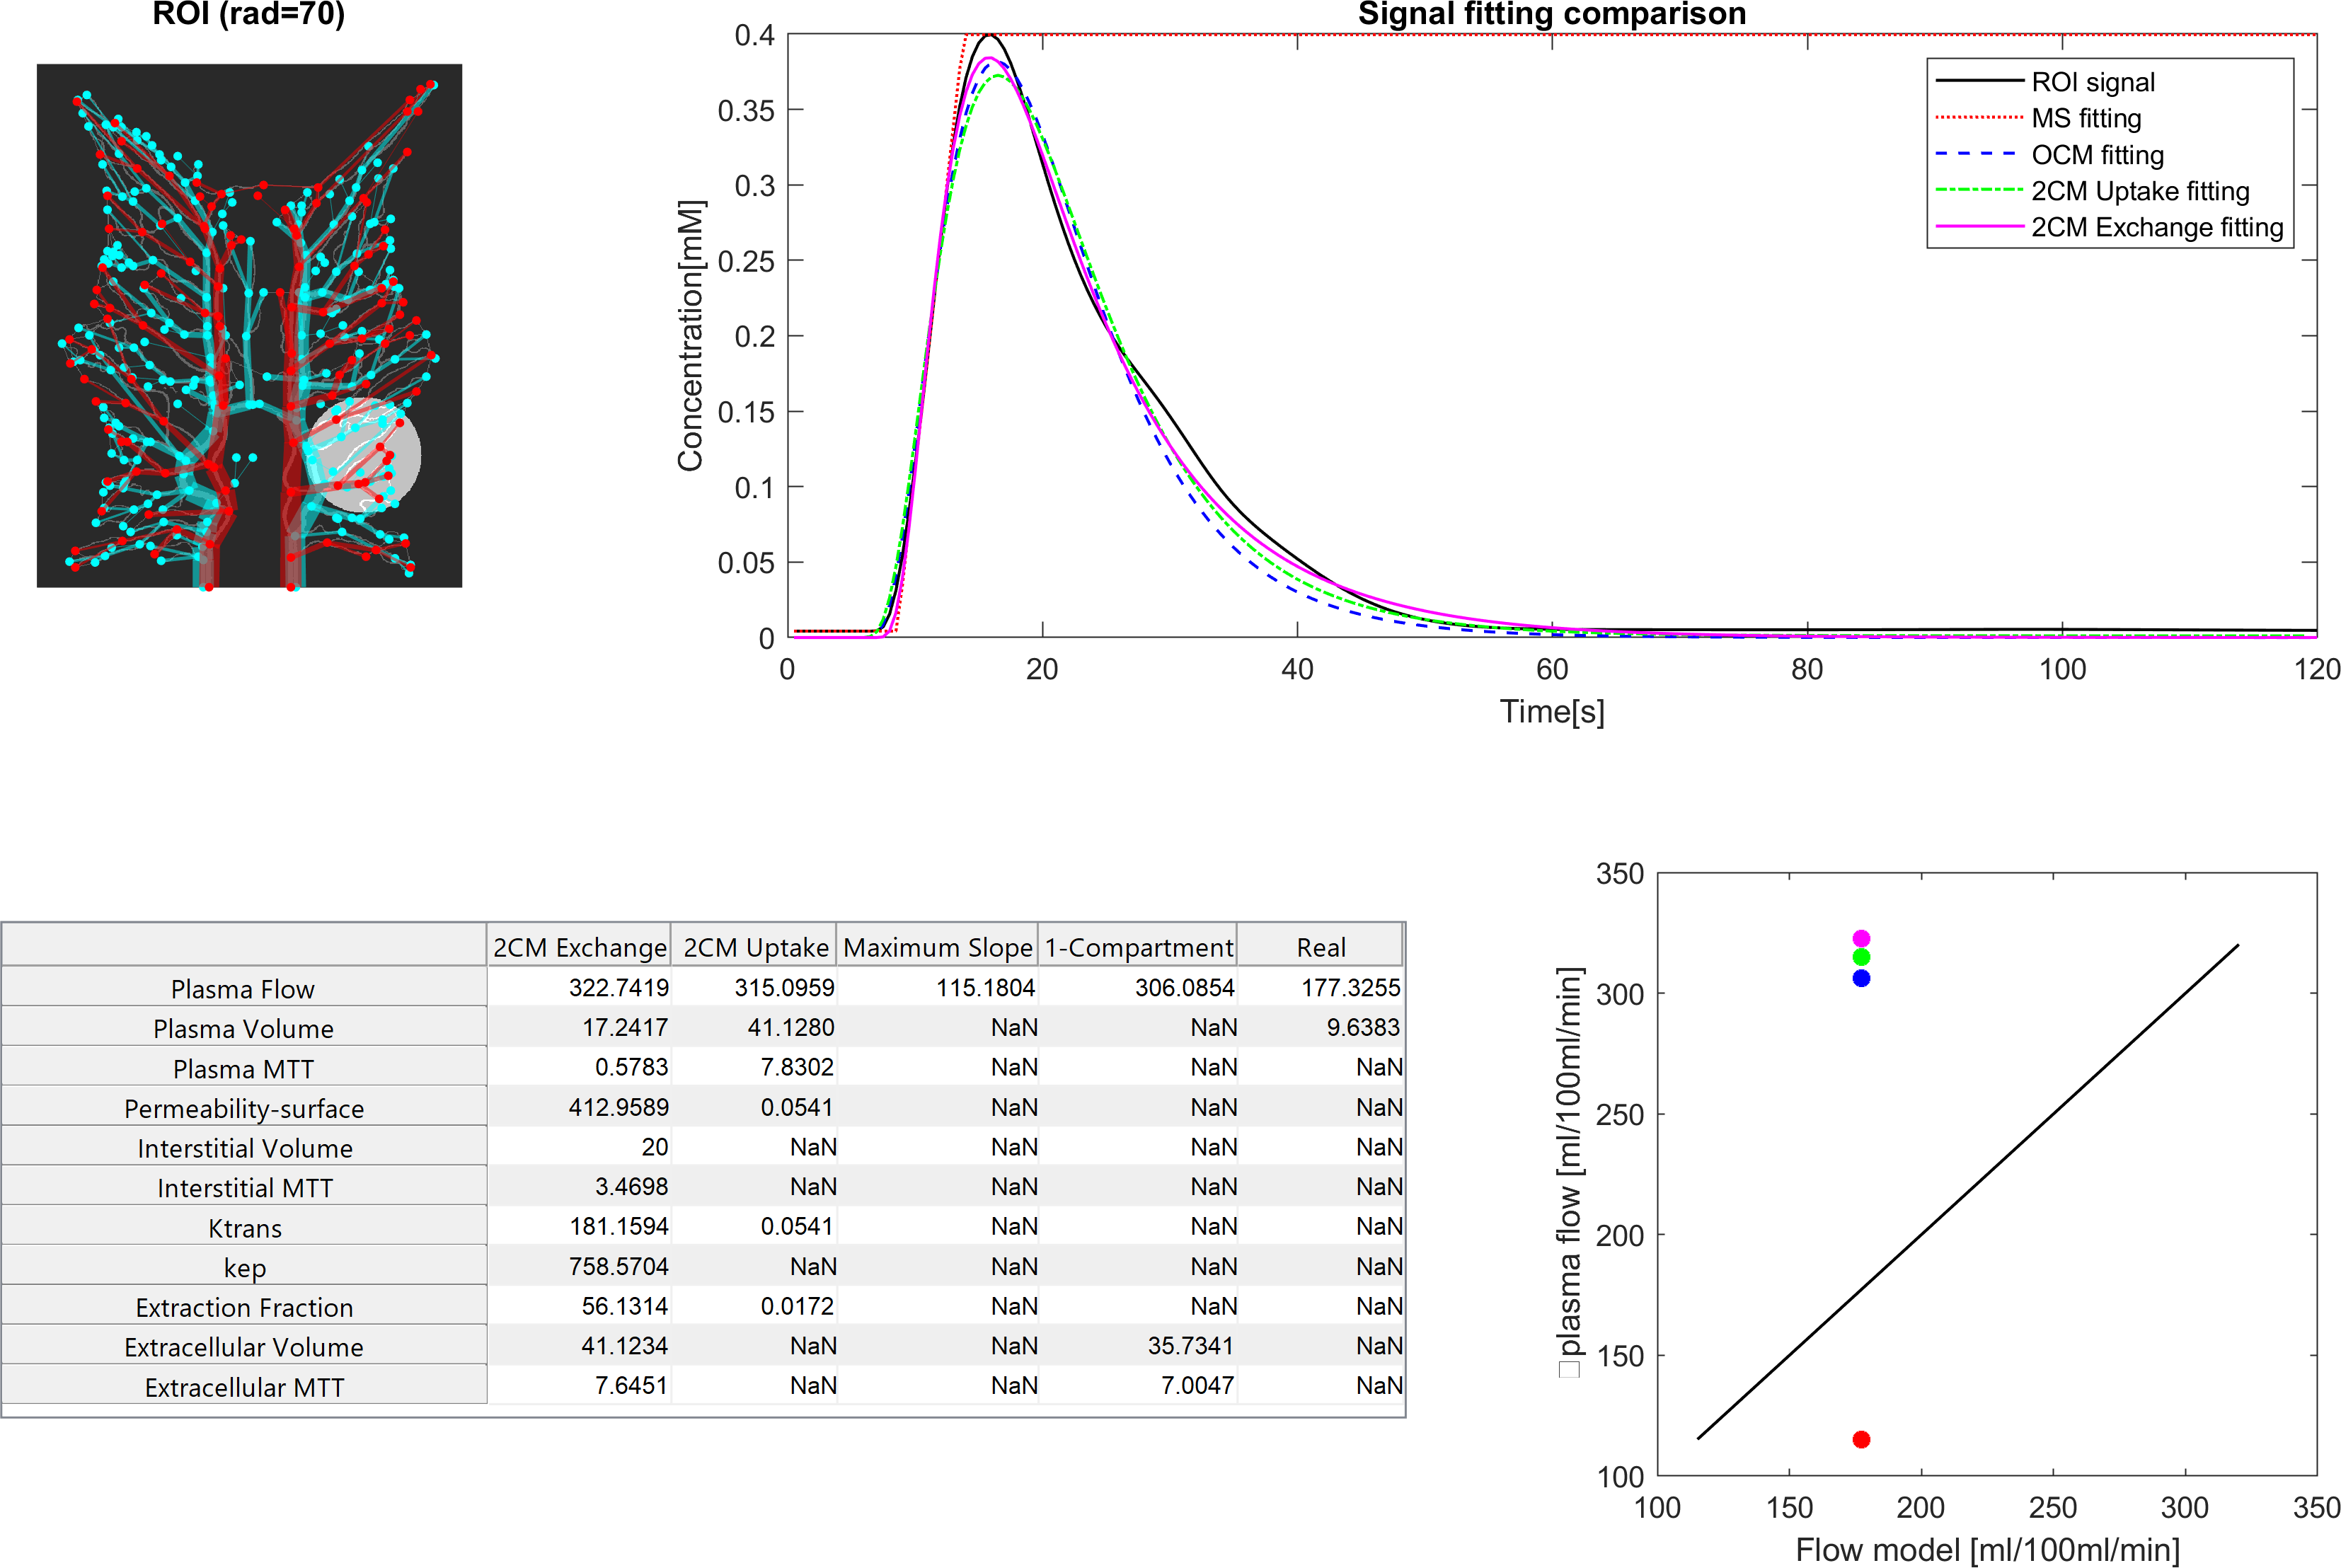 ROI (rad=70)
Signal fitting comparison
0.4
0.35
0.3
0.25
0.2
0.15
0.1
0.05
0
Concentration[mM]
0 20 40 60 80 100 120
Time[s]
ROI signal
MS fitting
OCM fitting
2CM Uptake fitting
2CM Exchange fitting
2CM Exchange 2CM Uptake Maximum Slope 1-Compartment Real
Plasma Flow 322.7419 315.0959 115.1804 306.0854 177.3255
Plasma Volume 17.2417 41.1280 NaN NaN 9.6383
Plasma MTT 0.5783 7.8302 NaN NaN NaN
Permeability-surface 412.9589 0.0541 NaN NaN NaN
Interstitial Volume 20 NaN NaN NaN NaN
Interstitial MTT 3.4698 NaN NaN NaN NaN
Ktrans 181.1594 0.0541 NaN NaN NaN
kep 758.5704 NaN NaN NaN NaN
Extraction Fraction 56.1314 0.0172 NaN NaN NaN
Extracellular Volume 41.1234 NaN NaN 35.7341 NaN
Extracellular MTT 7.6451 NaN NaN 7.0047 NaN
350
300
250
200
150
100
□plasma flow [ml/100ml/min]
100 150 200 250 300 350
Flow model [ml/100ml/min]